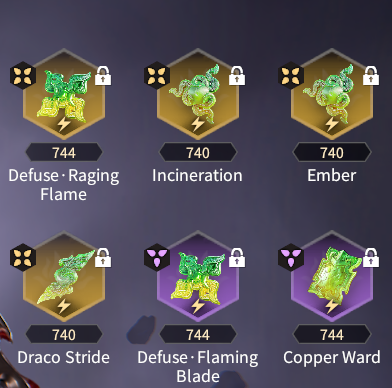 744 740 740
Defuse·Raging Incineration Ember
Flame
740 744 744
Draco Stride Defuse·Flaming Copper Ward
Blade